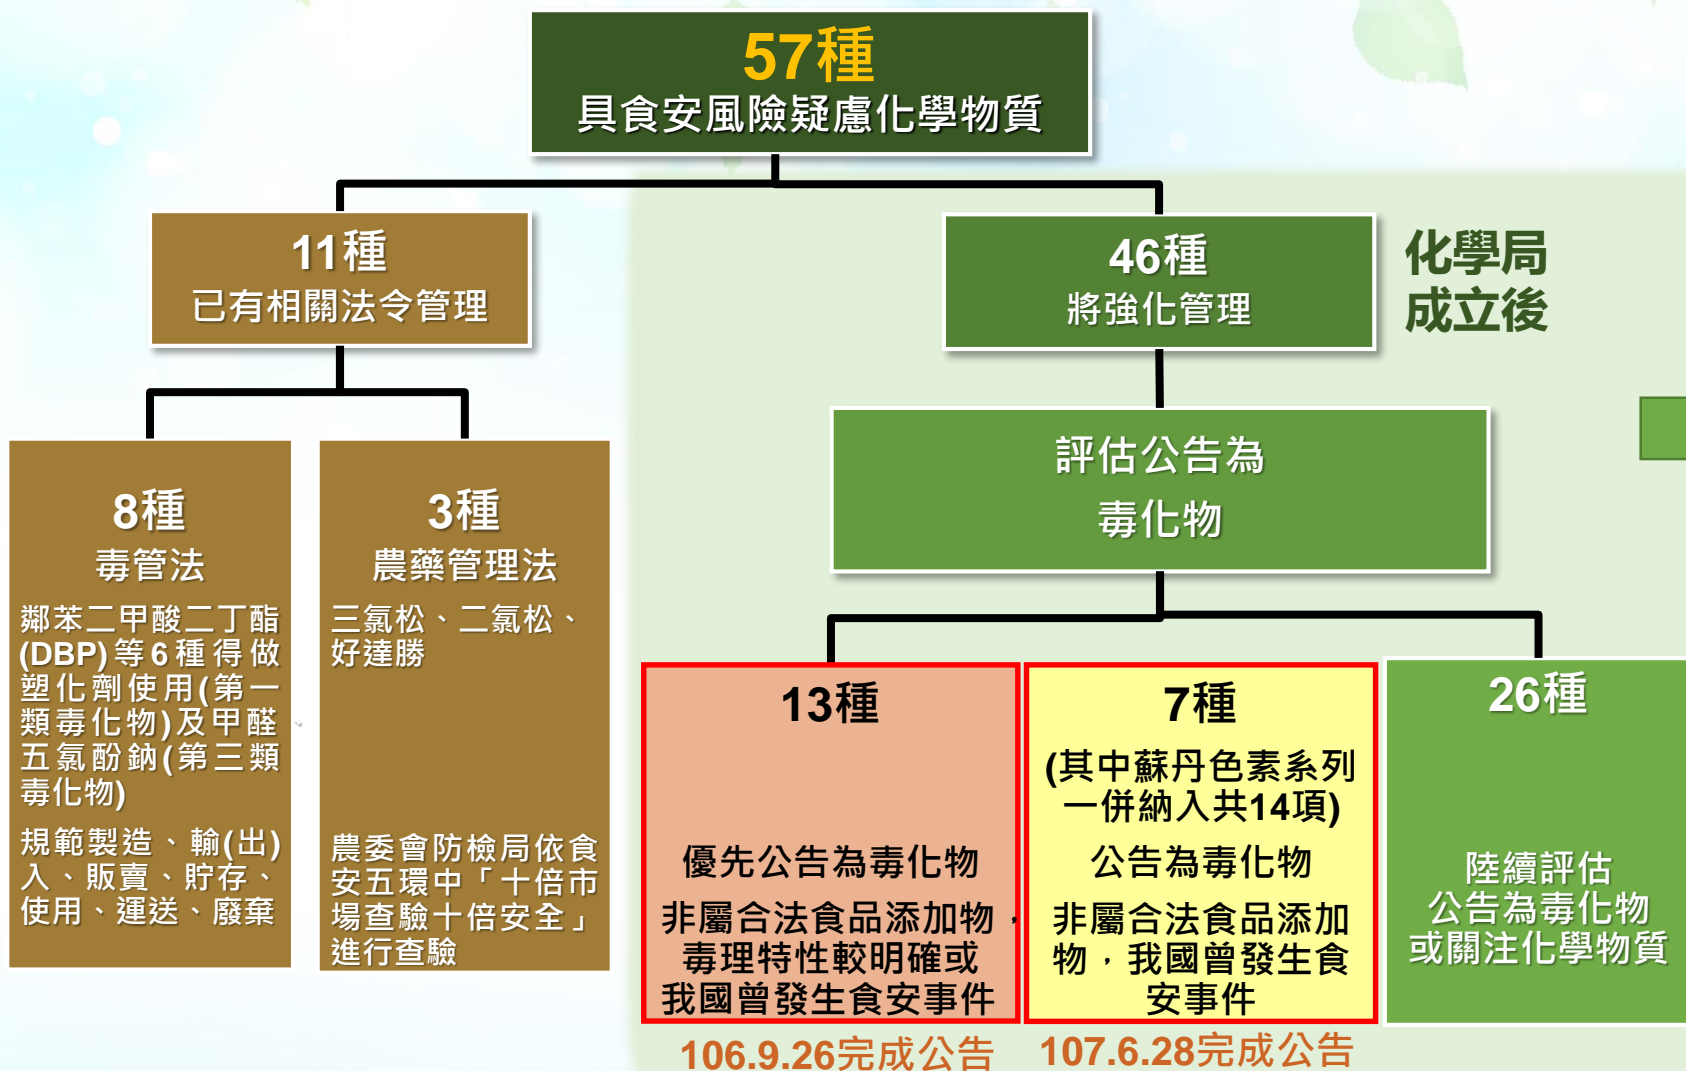 57種
具食安風險疑慮化學物質
11種
已有相關法令管理
46種
將強化管理
化學局
成立後
8種
毒管法
鄰苯二甲酸二丁酯
(DBP)等6種得做
塑化劑使用(第一
類毒化物)及甲醛、
五氯酚鈉(第三類
毒化物)
規範製造、輸(出)
入、販賣、貯存、
使用、運送、廢棄
3種
農藥管理法
三氯松、二氯松、
好達勝
農委會防檢局依食
安五環中「十倍市
場查驗十倍安全」
進行查驗
評估公告為
毒化物
13種
優先公告為毒化物
非屬合法食品添加物，
毒理特性較明確或
我國曾發生食安事件
106.9.26完成公告
7種
(其中蘇丹色素系列
一併納入共14項)
公告為毒化物
非屬合法食品添加
物，我國曾發生食
安事件
107.6.28完成公告
26種
陸續評估
公告為毒化物
或關注化學物質